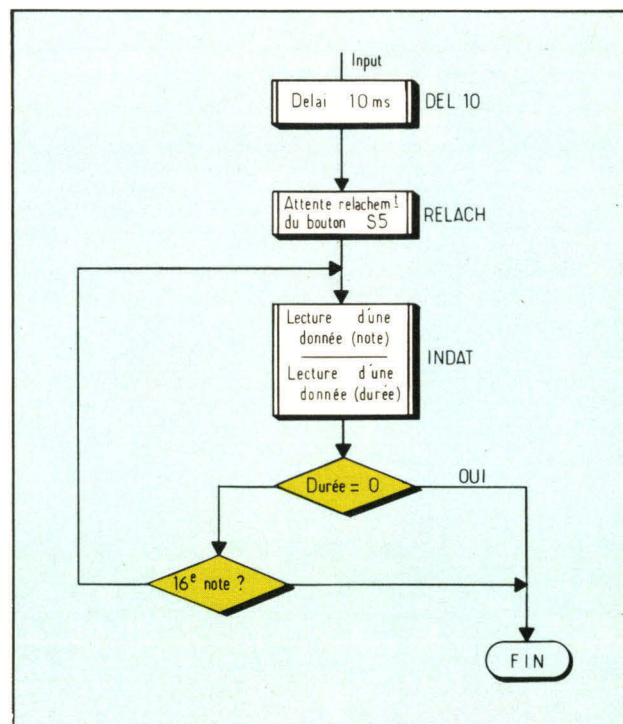 Input
Delai 10 ms
DEL 10
Attente relachemt
du bouton S5
RELACH
Lecture d'une
donnée (note)
Lecture d'une
donnée (durée)
INDAT
Durée = 0
OUI
16e note ?
FIN